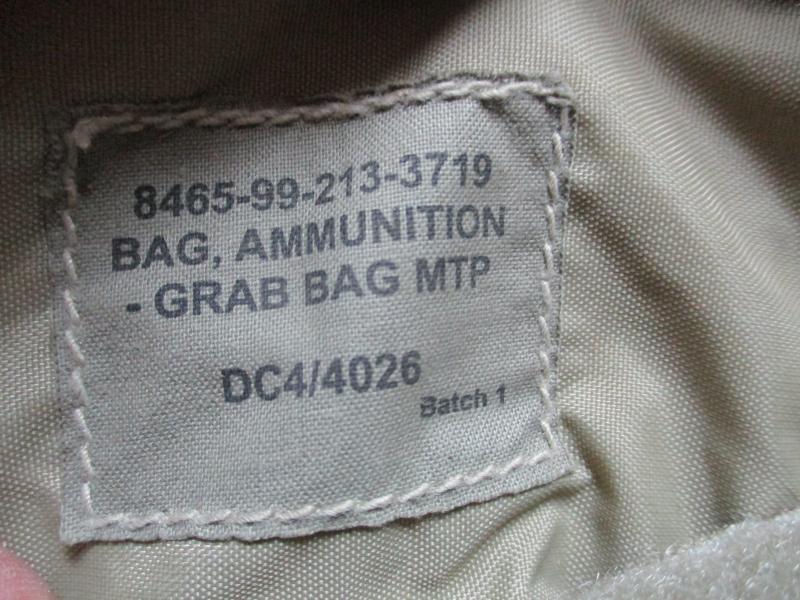 8465-99-213-3719
BAG, AMMUNITION
- GRAB BAG MTP
DC4/4026
Batch 1